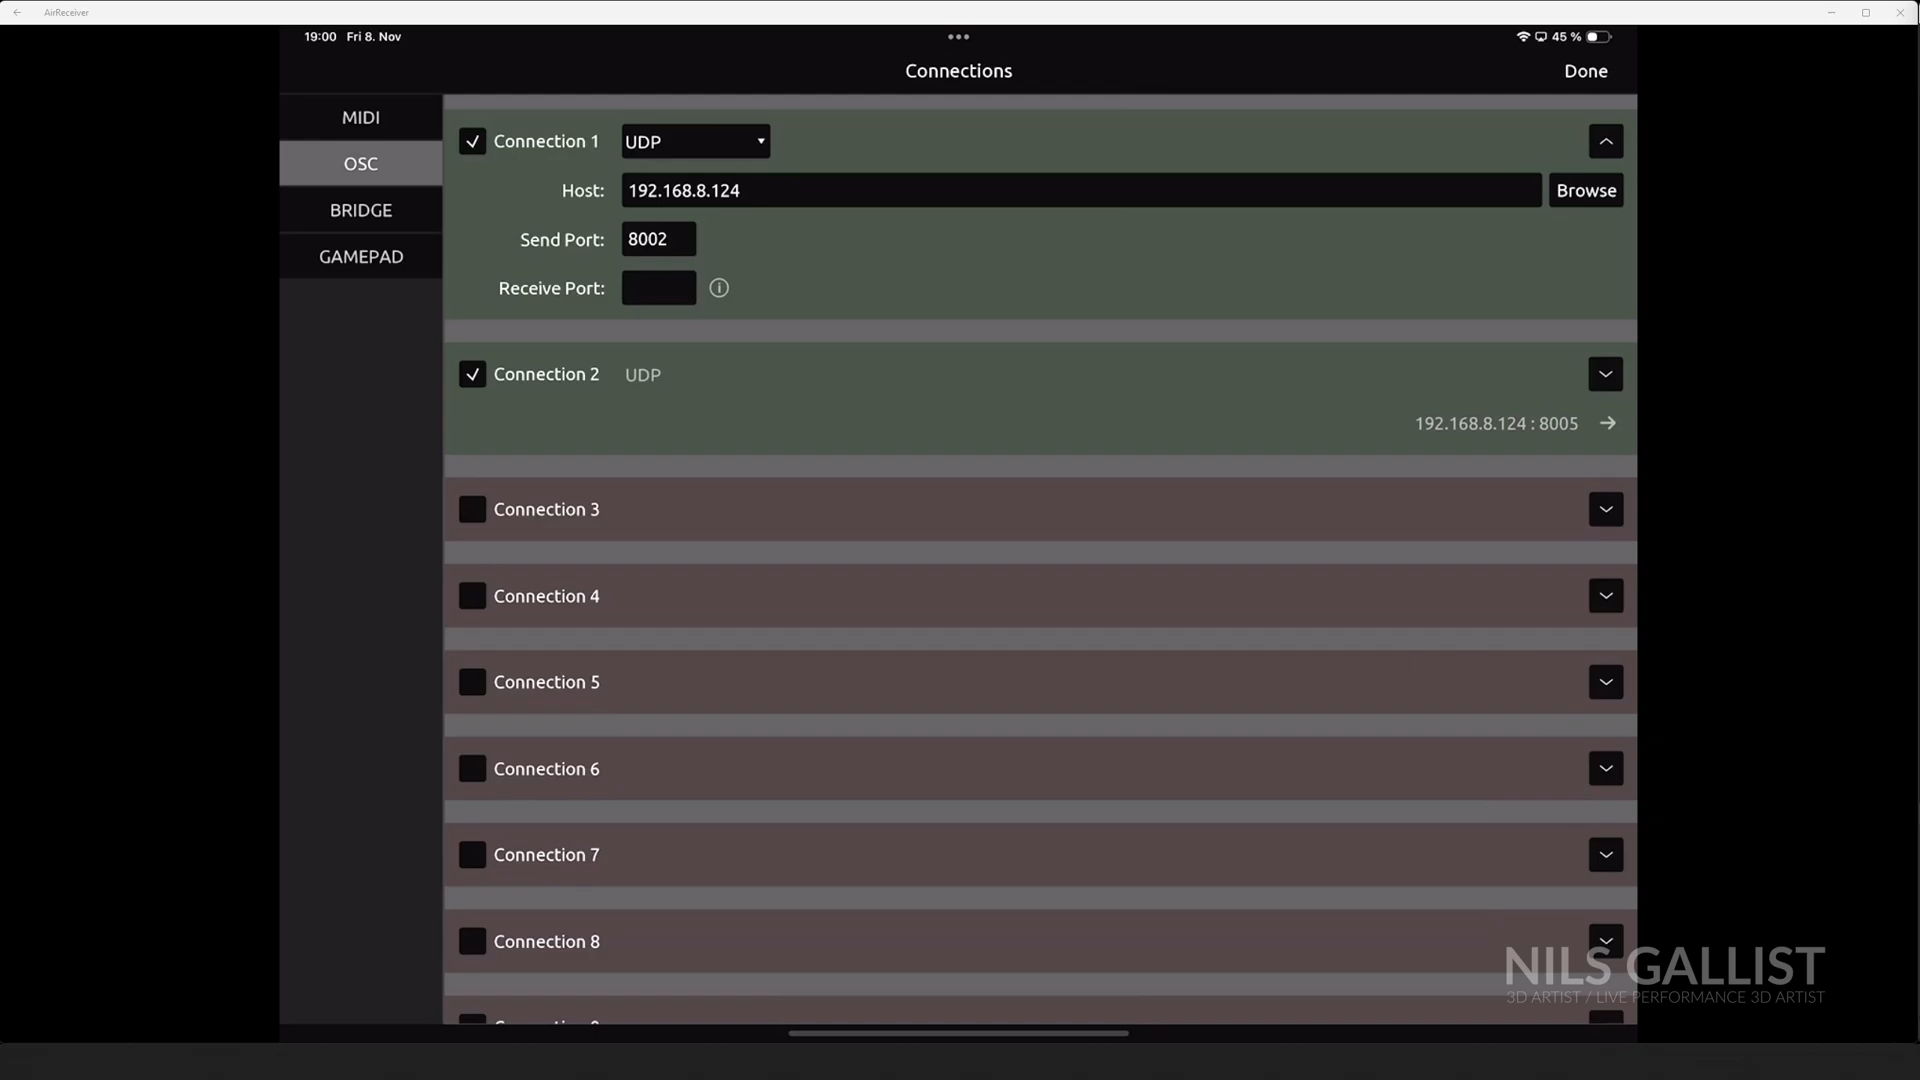 AirReceiver
19:00 Fri 8. Nov
45 %
Connections
Done
MIDI
OSC
BRIDGE
GAMEPAD
Connection 1 UDP
Host: 192.168.8.124 Browse
Send Port: 8002
Receive Port:
Connection 2 UDP
192.168.8.124 : 8005
Connection 3
Connection 4
Connection 5
Connection 6
Connection 7
Connection 8
NILS GALLIST
3D ARTIST / LIVE PERFORMANCE 3D ARTIST